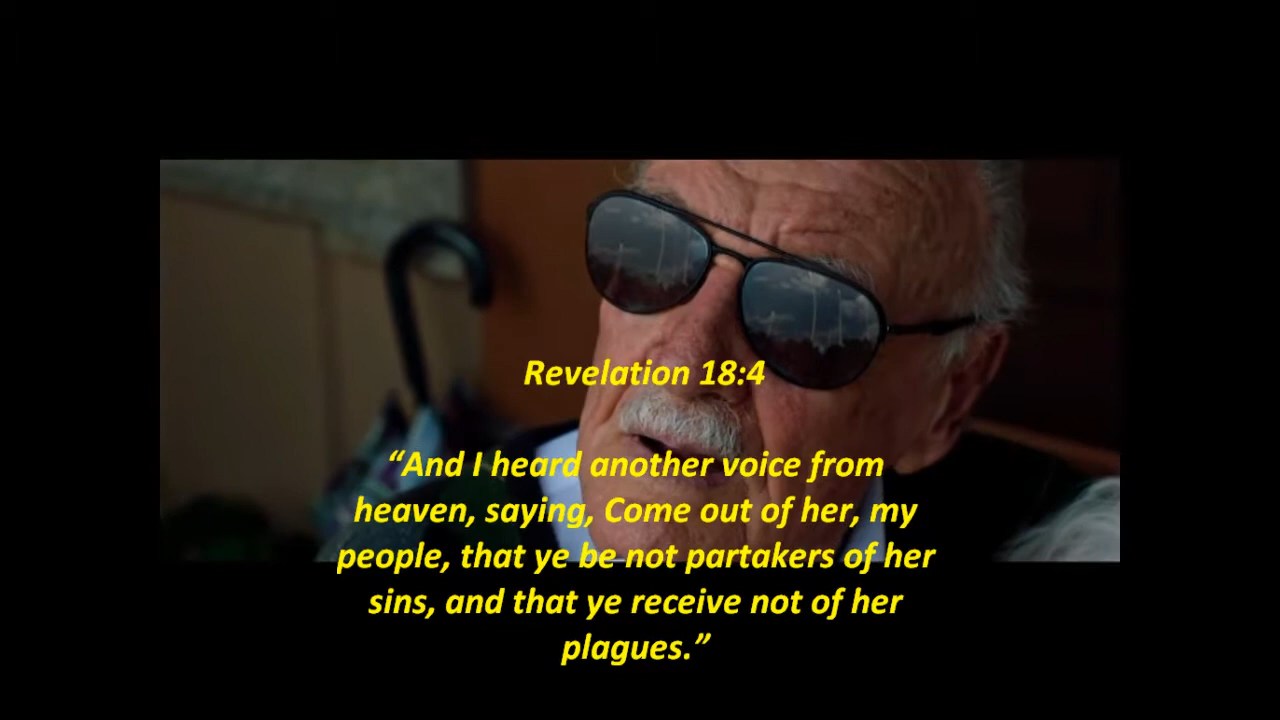 Revelation 18:4
“And I heard another voice from
heaven, saying, Come out of her, my
people, that ye be not partakers of her
sins, and that ye receive not of her
plagues.”